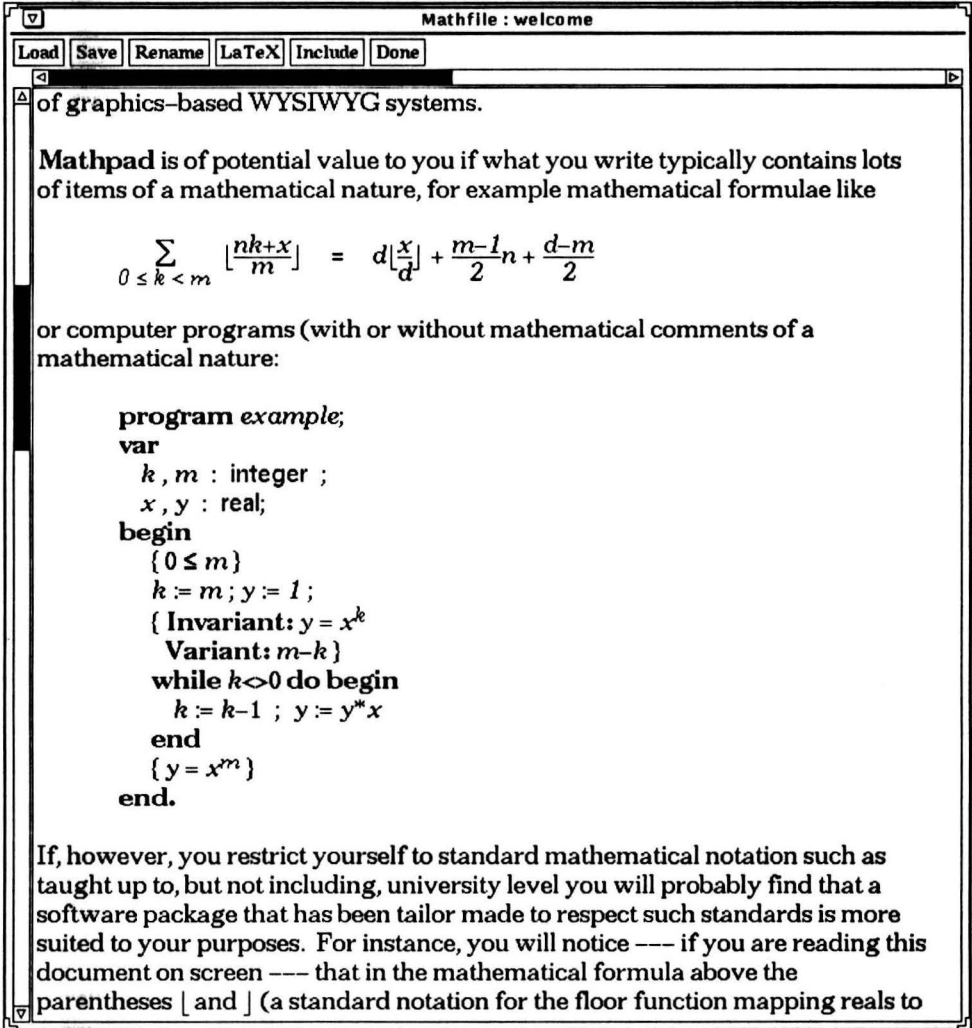 Mathfile : welcome
Load Save Rename LaTeX Include Done
of graphics–based WYSIWYG systems.
Mathpad is of potential value to you if what you write typically contains lots
of items of a mathematical nature, for example mathematical formulae like
∑ 0 ≤ k < m ⌊(nk+x)/m⌋ = d⌊x/d⌋ + (m–1)/2 n + (d–m)/2
or computer programs (with or without mathematical comments of a
mathematical nature:
program example;
var
k , m : integer ;
x , y : real;
begin
{ 0 ≤ m }
k := m ; y := 1 ;
{ Invariant: y = x^k
Variant: m–k }
while k<>0 do begin
k := k–1 ; y := y*x
end
{ y = x^m }
end.
If, however, you restrict yourself to standard mathematical notation such as
taught up to, but not including, university level you will probably find that a
software package that has been tailor made to respect such standards is more
suited to your purposes. For instance, you will notice ––– if you are reading this
document on screen ––– that in the mathematical formula above the
parentheses ⌊ and ⌋ (a standard notation for the floor function mapping reals to